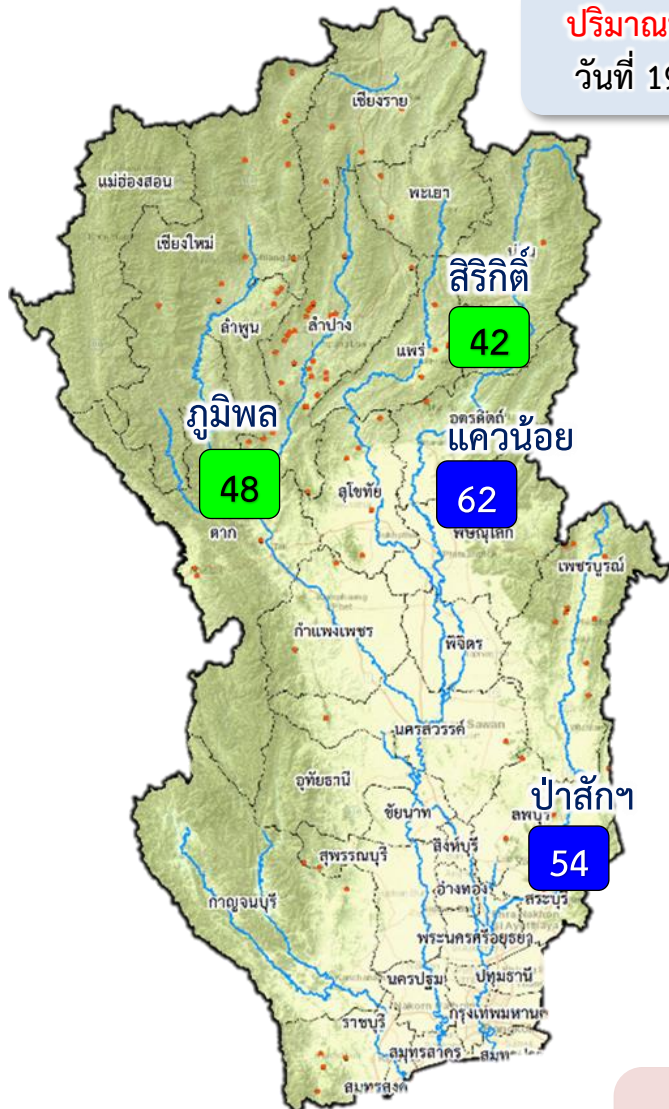 ปริมาณ
วันที่ 19
เชียงราย
แม่ฮ่องสอน
พะเยา
เชียงใหม่
น่าน
สิริกิติ์
42
ลำพูน
ลำปาง
แพร่
ภูมิพล
48
อุตรดิตถ์
แควน้อย
62
สุโขทัย
พิษณุโลก
ตาก
เพชรบูรณ์
กำแพงเพชร
พิจิตร
นครสวรรค์
Sawan
อุทัยธานี
ป่าสักฯ
54
ชัยนาท
ลพบุรี
สิงห์บุรี
สุพรรณบุรี
อ่างทอง
สระบุรี
กาญจนบุรี
พระนครศรีอยุธยา
นครปฐม
ปทุมธานี
ราชบุรี
กรุงเทพมหานค
สมุทรสาคร
สมุทรสงค